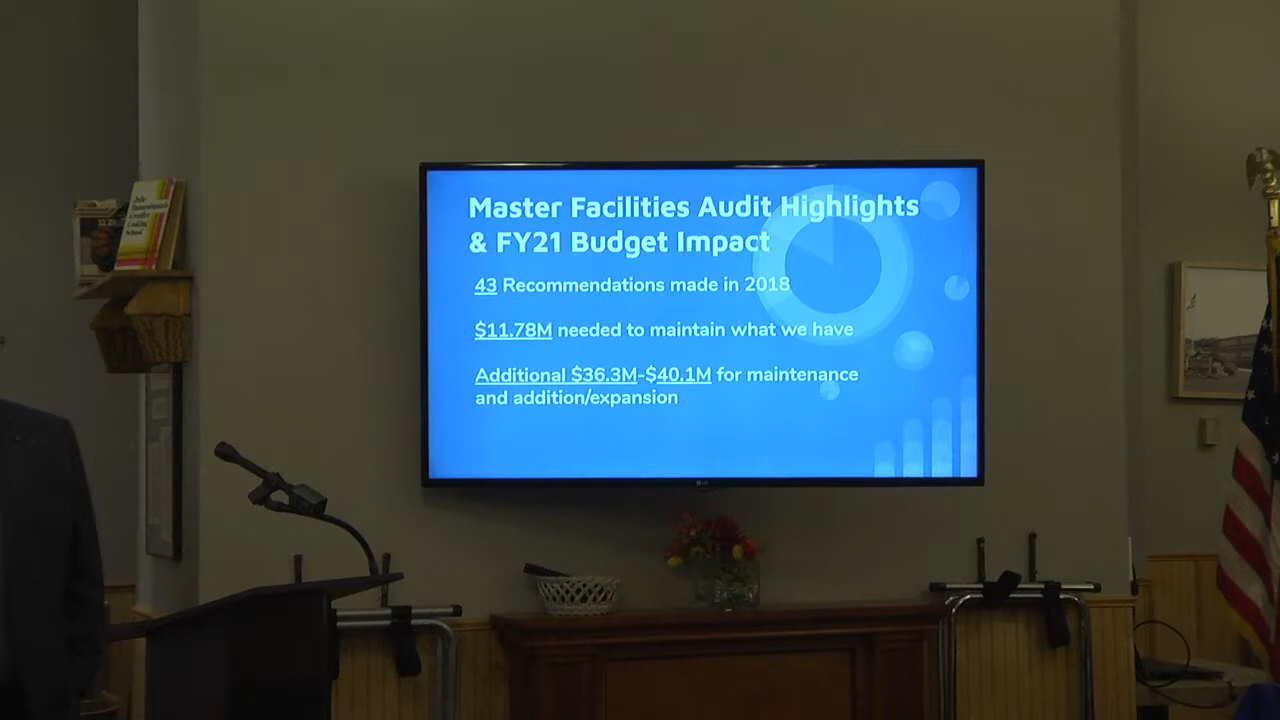 Master Facilities Audit Highlights
& FY21 Budget Impact
43 Recommendations made in 2018
$11.78M needed to maintain what we have
Additional $36.3M-$40.1M for maintenance
and addition/expansion
LG